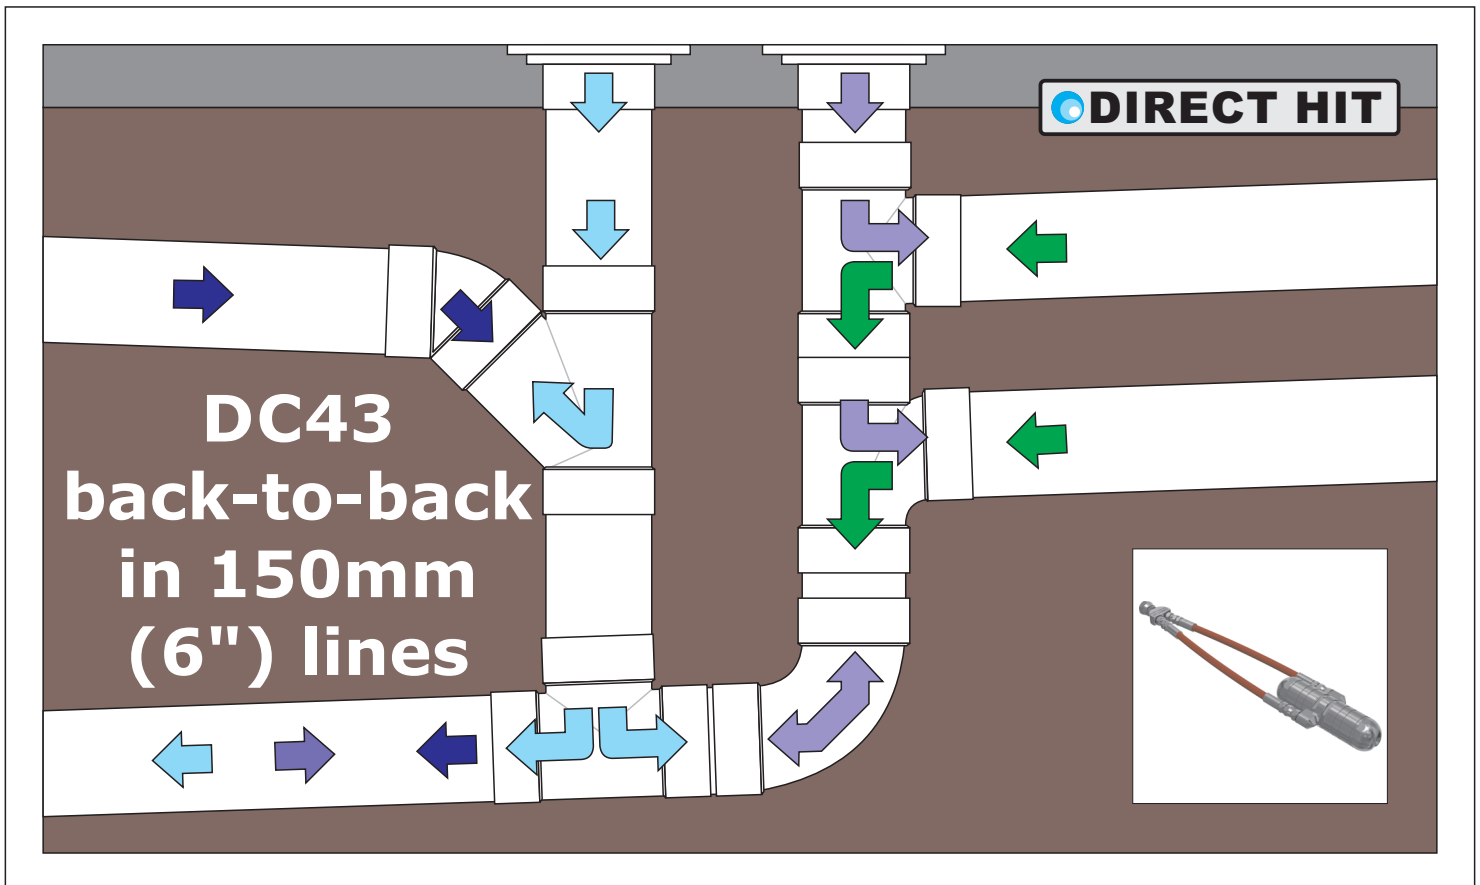 DIRECT HIT
DC43
back-to-back
in 150mm
(6") lines